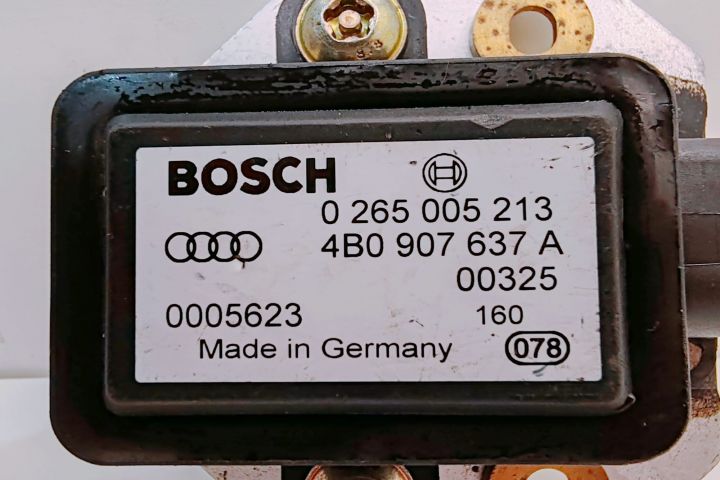 BOSCH
0 265 005 213
4B0 907 637 A
00325
0005623 160
Made in Germany 078